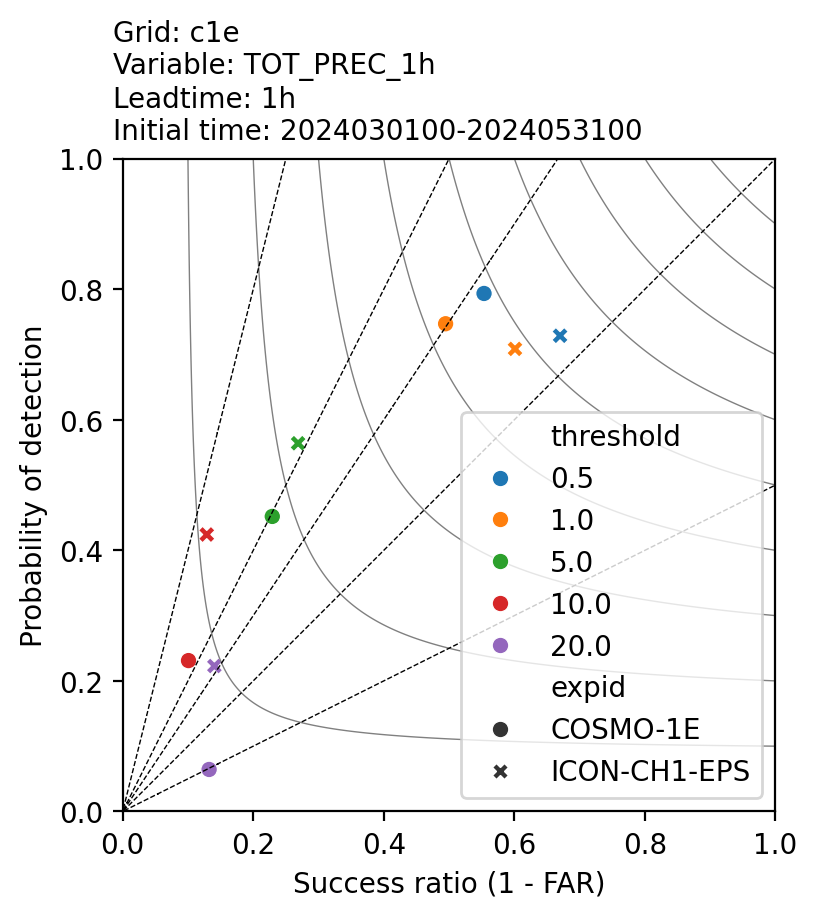 Grid: c1e
Variable: TOT_PREC_1h
Leadtime: 1h
Initial time: 2024030100-2024053100
1.0
0.8
0.6
0.4
0.2
0.0
Probability of detection
threshold
0.5
1.0
5.0
10.0
20.0
expid
COSMO-1E
ICON-CH1-EPS
0.0 0.2 0.4 0.6 0.8 1.0
Success ratio (1 - FAR)